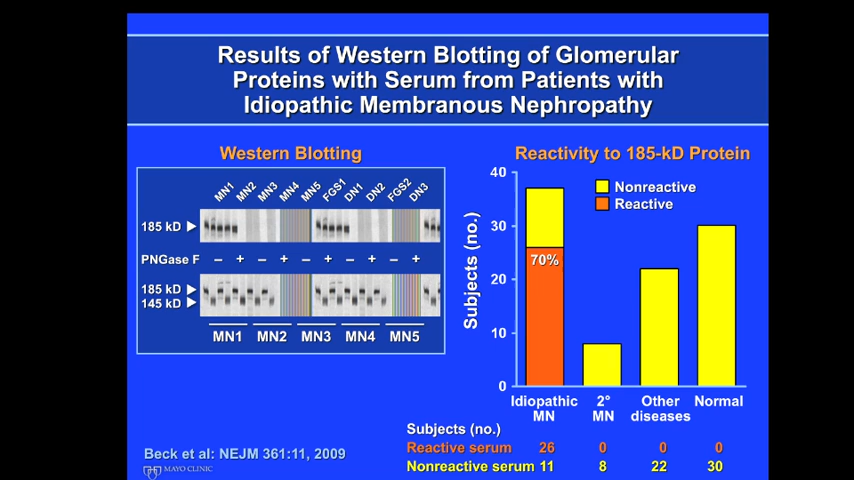 Results of Western Blotting of Glomerular
Proteins with Serum from Patients with
Idiopathic Membranous Nephropathy
Western Blotting
MN1 MN2 MN3 MN4 MN5 FGS1 DN1 DN2 FGS2 DN3
185 kD
PNGase F – + – + – + – + – +
185 kD
145 kD
MN1 MN2 MN3 MN4 MN5
Reactivity to 185-kD Protein
Nonreactive
Reactive
Subjects (no.)
40
30
20
10
0
70%
Idiopathic MN
2° MN
Other diseases
Normal
Subjects (no.)
Reactive serum 26 0 0 0
Nonreactive serum 11 8 22 30
Beck et al: NEJM 361:11, 2009
MAYO CLINIC